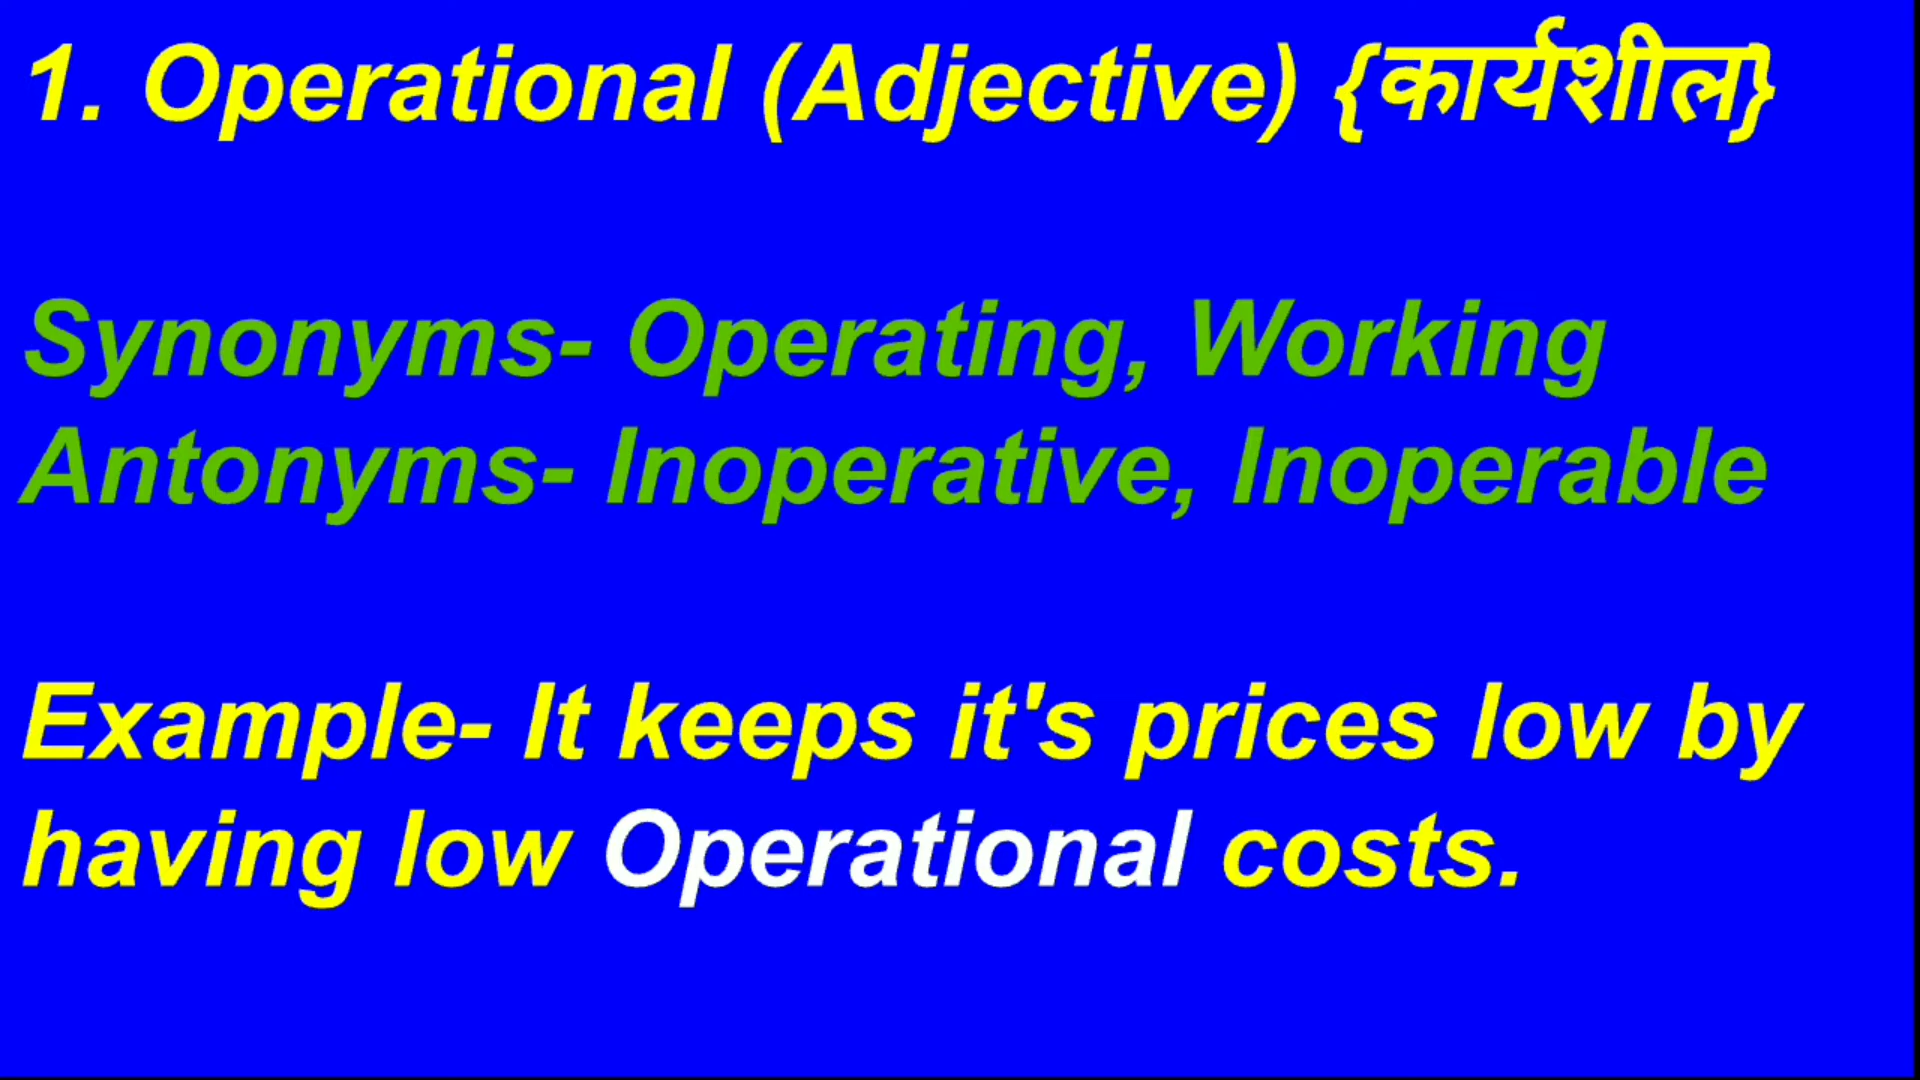 1. Operational (Adjective) {कार्यशील}
Synonyms- Operating, Working
Antonyms- Inoperative, Inoperable
Example- It keeps it's prices low by
having low Operational costs.